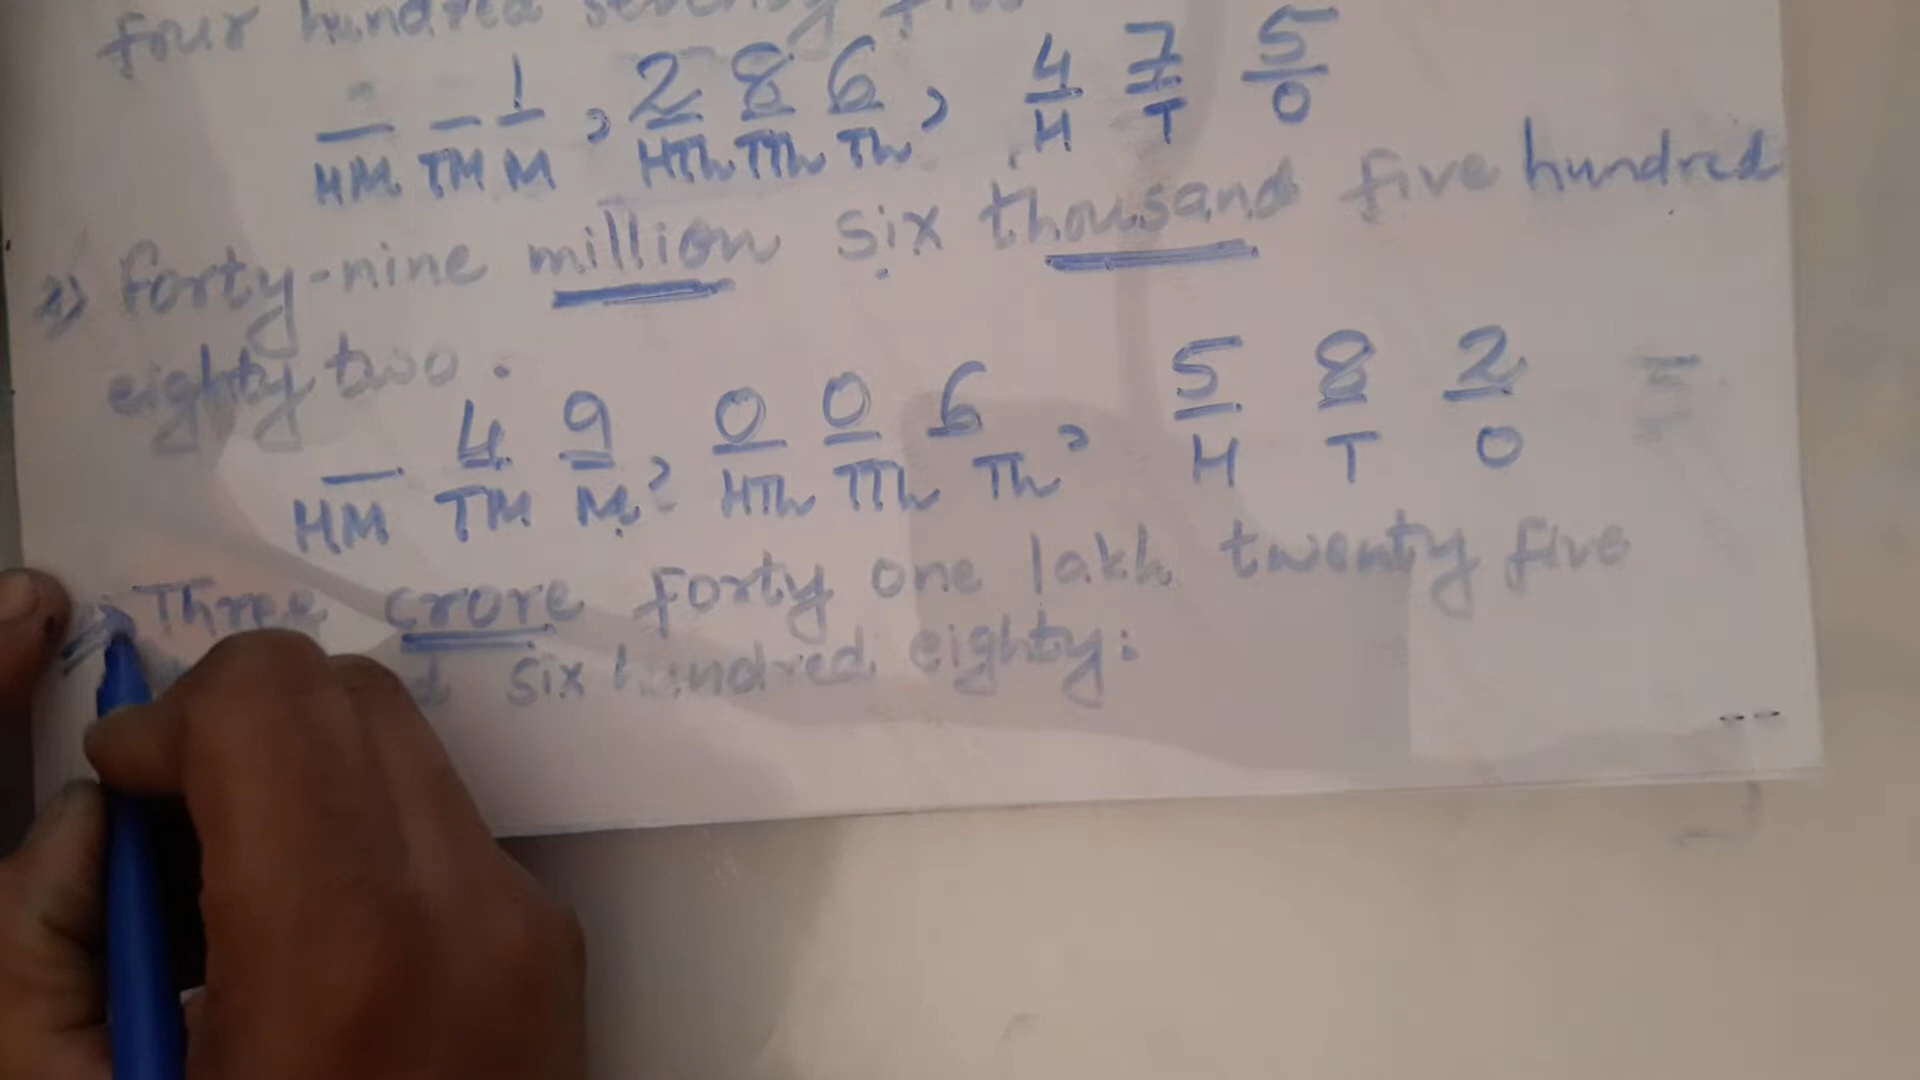 four hundred seventy five
1, 2 8 6, 4 7 5
HM TM M HTh TTh Th H T O
2) Forty-nine million six thousand five hundred
eighty two.
4 9, 0 0 6, 5 8 2
HM TM M HTh TTh Th H T O
Three crore forty one lakh twenty five
six hundred eighty: